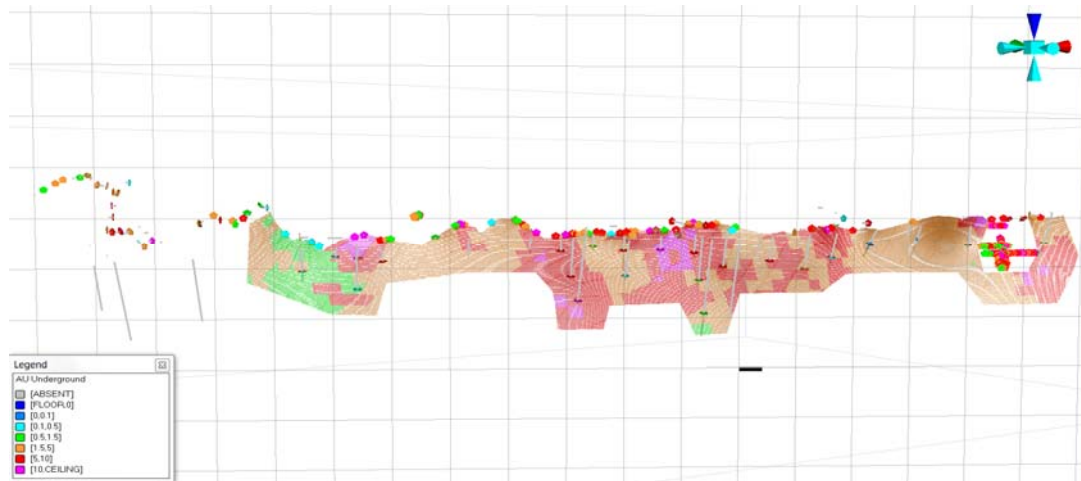 Legend
AU Underground
[ABSENT]
[FLOOR,0]
[0,0.1]
[0.1,0.5]
[0.5,1.5]
[1.5,5]
[5,10]
[10,CEILING]